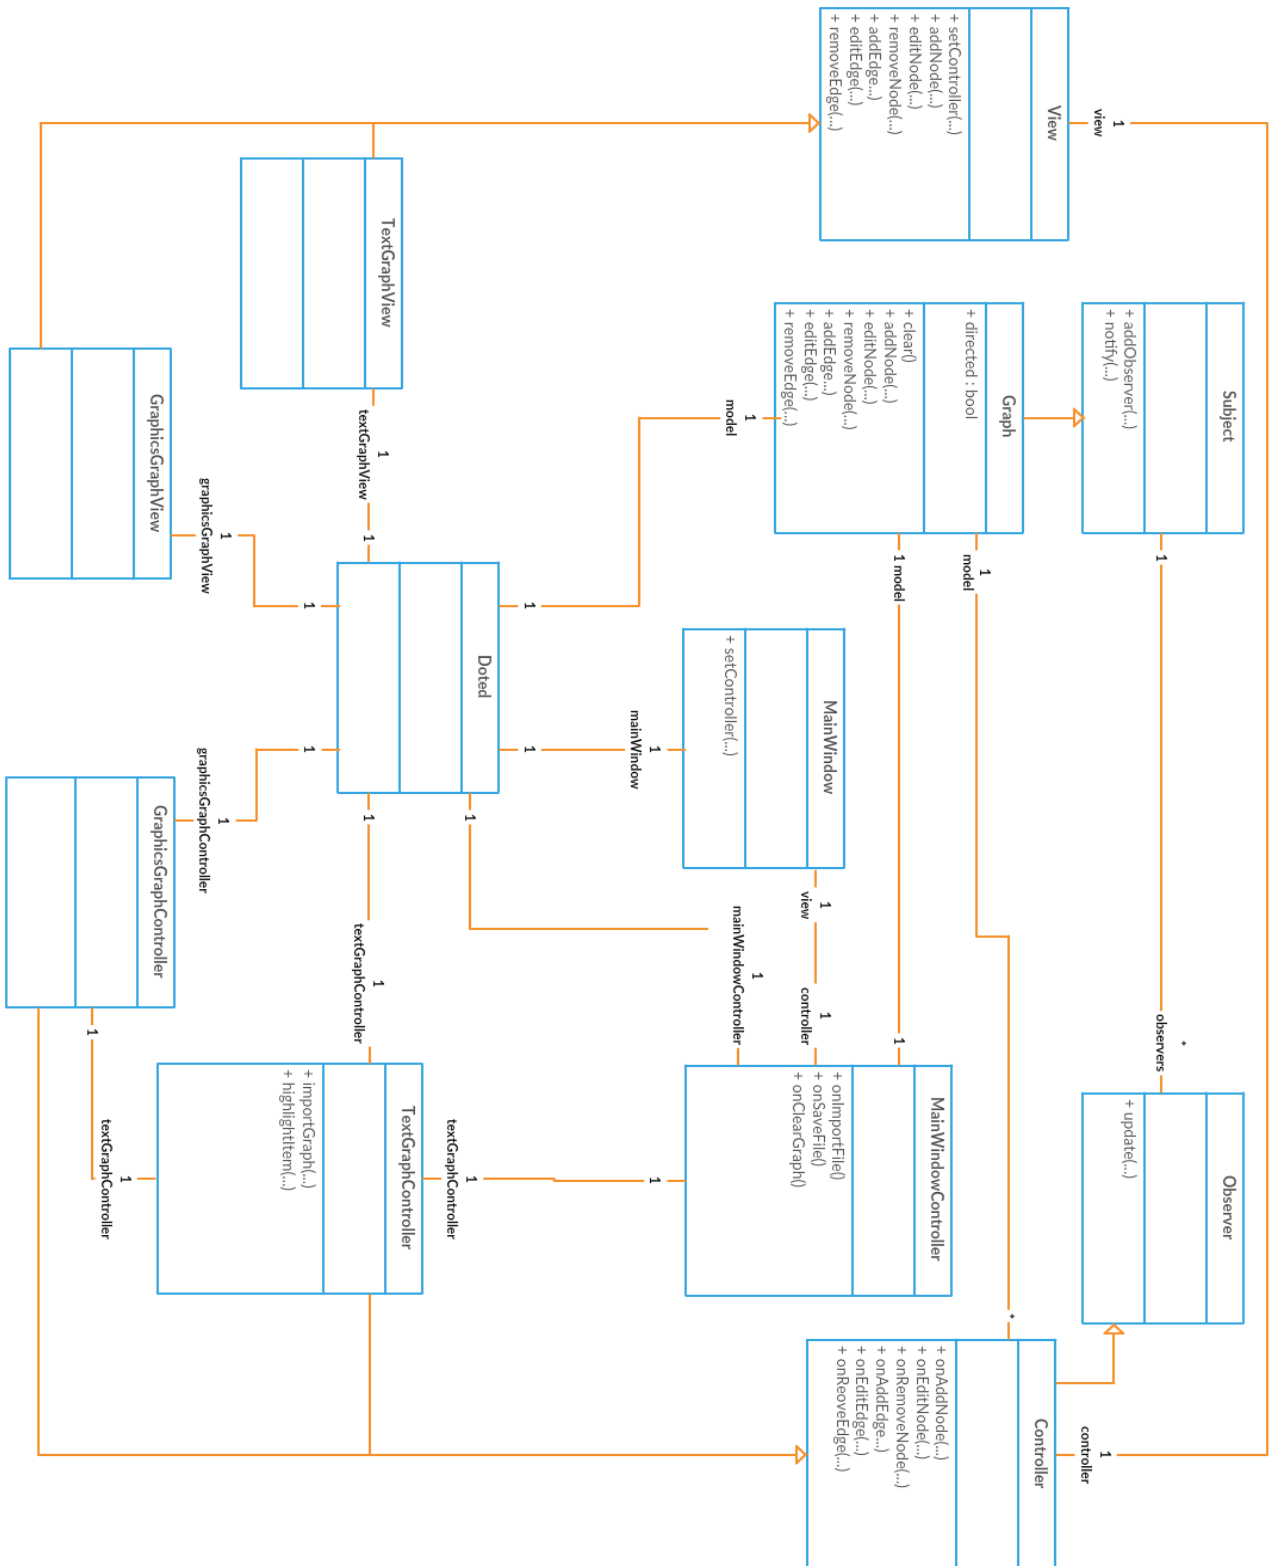 View
+ setController(...)
+ addNode(...)
+ editNode(...)
+ removeNode(...)
+ addEdge...)
+ editEdge(...)
+ removeEdge(...)
1
view
Subject
+ addObserver(...)
+ notify(...)
1
*
observers
Observer
+ update(...)
1
controller
Controller
+ onAddNode(...)
+ onEditNode(...)
+ onRemoveNode(...)
+ onAddEdge...)
+ onEditEdge(...)
+ onReoveEdge(...)
*
Graph
+ directed : bool
+ clear()
+ addNode(...)
+ editNode(...)
+ removeNode(...)
+ addEdge...)
+ editEdge(...)
+ removeEdge(...)
1
model
1 model
1
1
model
MainWindow
+ setController(...)
1
view
1
controller
MainWindowController
+ onImportFile()
+ onSaveFile()
+ onClearGraph()
1
mainWindowController
1
mainWindow
1
1
1
1
textGraphController
TextGraphView
1
textGraphView
1
Doted
1
1
1
1
1
textGraphController
TextGraphController
+ importGraph(...)
+ highlightItem(...)
1
graphicsGraphView
GraphicsGraphView
1
graphicsGraphController
GraphicsGraphController
1
1
textGraphController